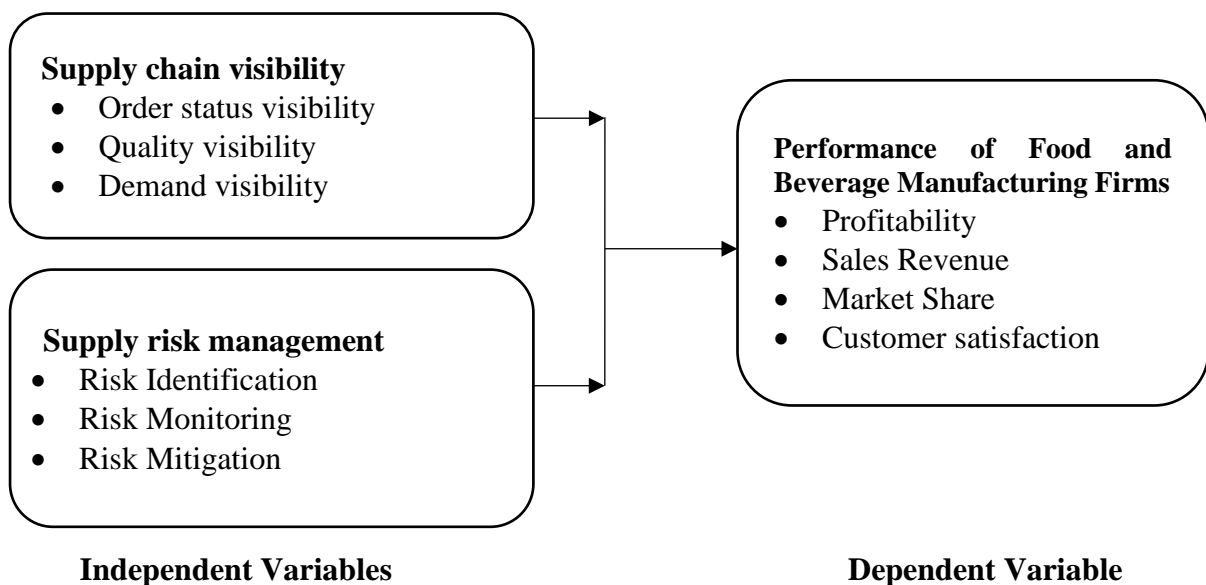 Supply chain visibility
• Order status visibility
• Quality visibility
• Demand visibility
Supply risk management
• Risk Identification
• Risk Monitoring
• Risk Mitigation
Independent Variables
Performance of Food and
Beverage Manufacturing Firms
• Profitability
• Sales Revenue
• Market Share
• Customer satisfaction
Dependent Variable